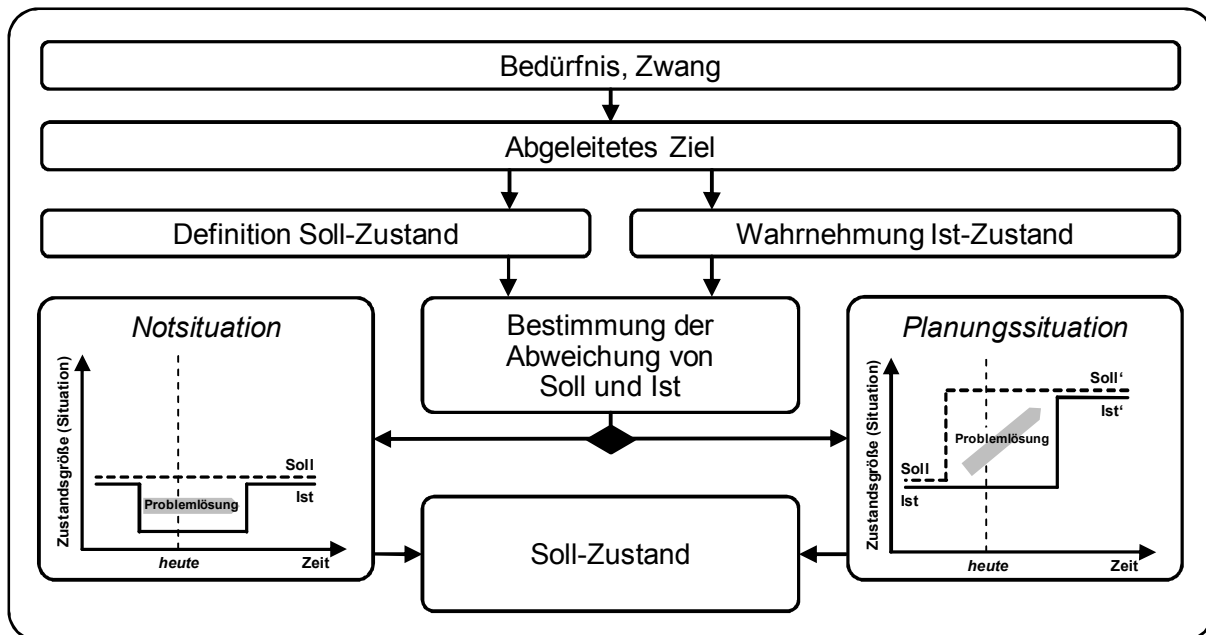 Bedürfnis, Zwang
Abgeleitetes Ziel
Definition Soll-Zustand
Wahrnehmung Ist-Zustand
Notsituation
Zustandsgröße (Situation)
Soll
Ist
Problemlösung
heute
Zeit
Bestimmung der
Abweichung von
Soll und Ist
Planungssituation
Zustandsgröße (Situation)
Soll‘
Ist‘
Problemlösung
Soll
Ist
heute
Zeit
Soll-Zustand